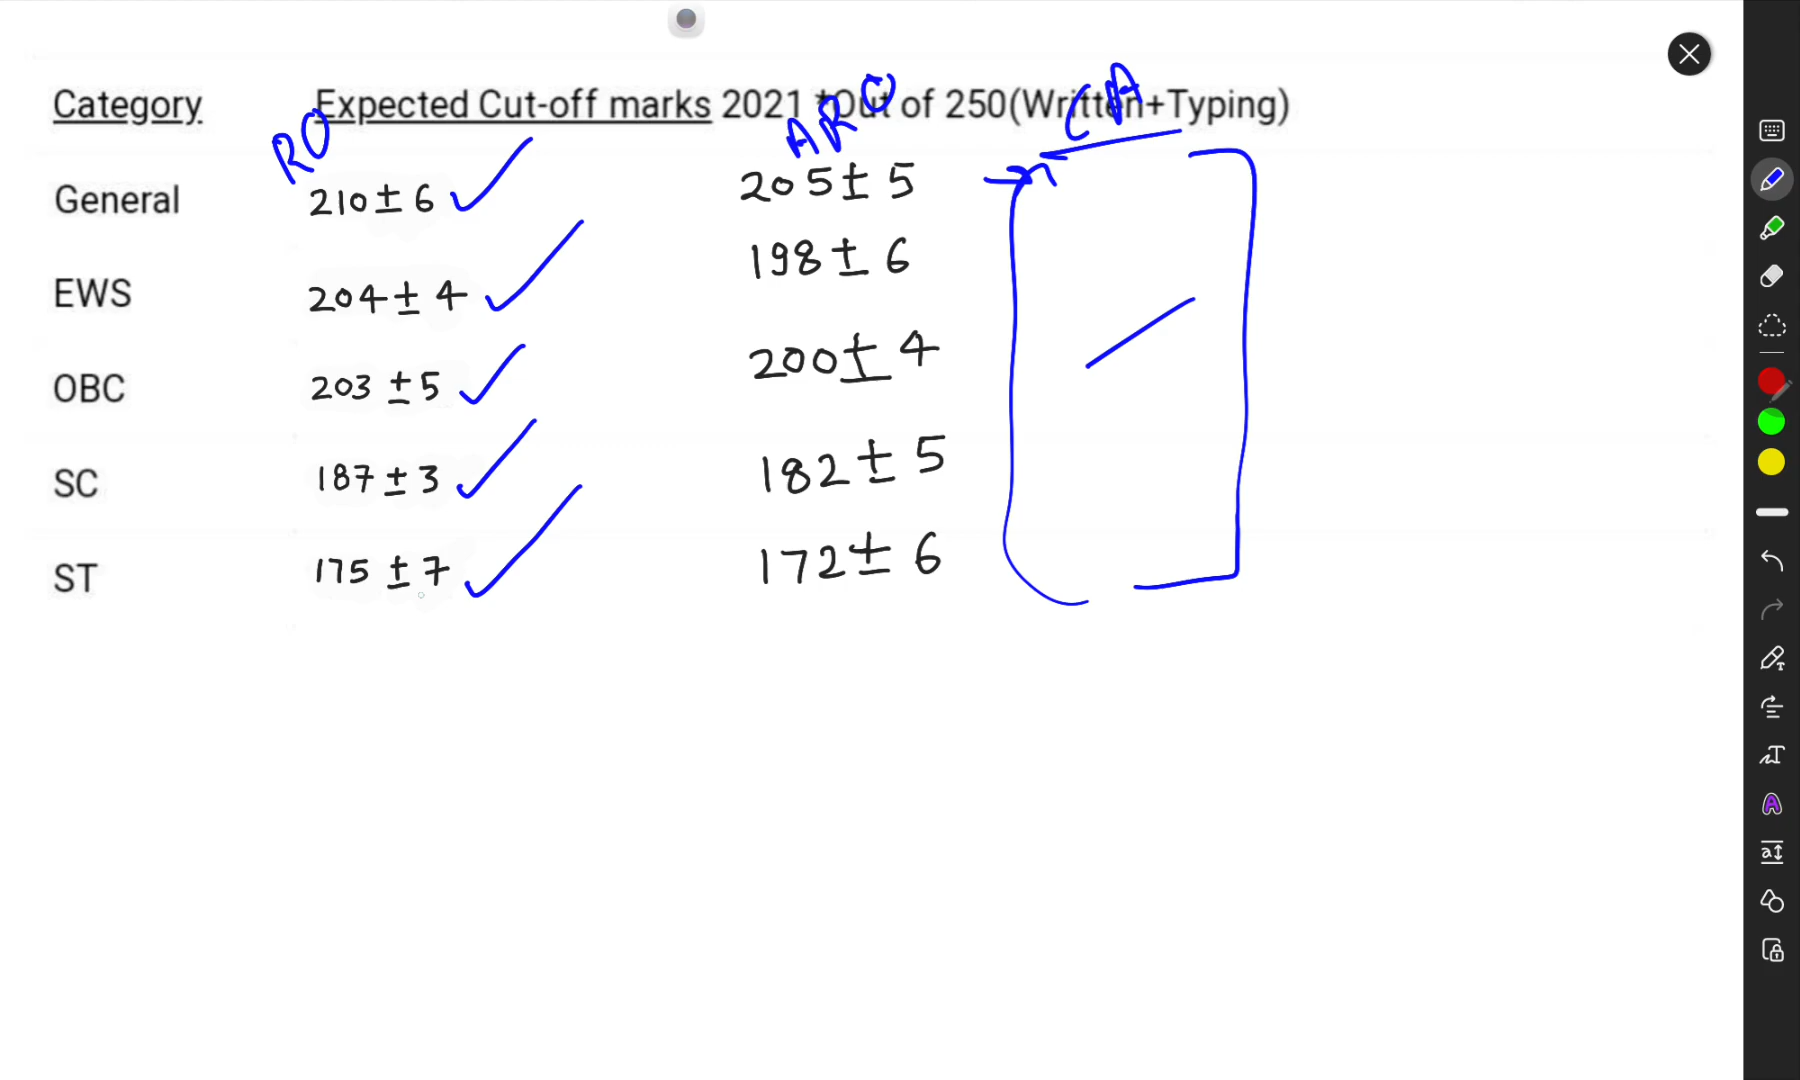 Category Expected Cut-off marks 2021 *Out of 250(Written+Typing)
RO ARO CA
General 210 ± 6 205 ± 5
EWS 204 ± 4 198 ± 6
OBC 203 ± 5 200 ± 4
SC 187 ± 3 182 ± 5
ST 175 ± 7 172 ± 6